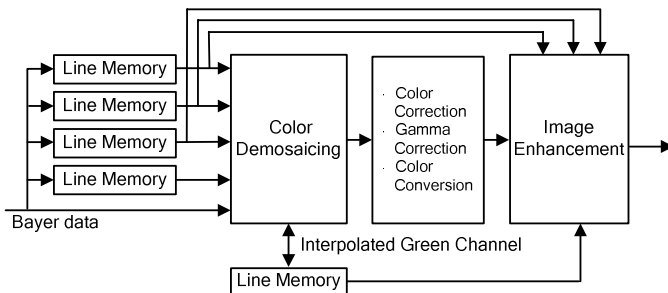 Line Memory
Line Memory
Line Memory
Line Memory
Bayer data
Color
Demosaicing
· Color
Correction
· Gamma
Correction
· Color
Conversion
Image
Enhancement
Interpolated Green Channel
Line Memory